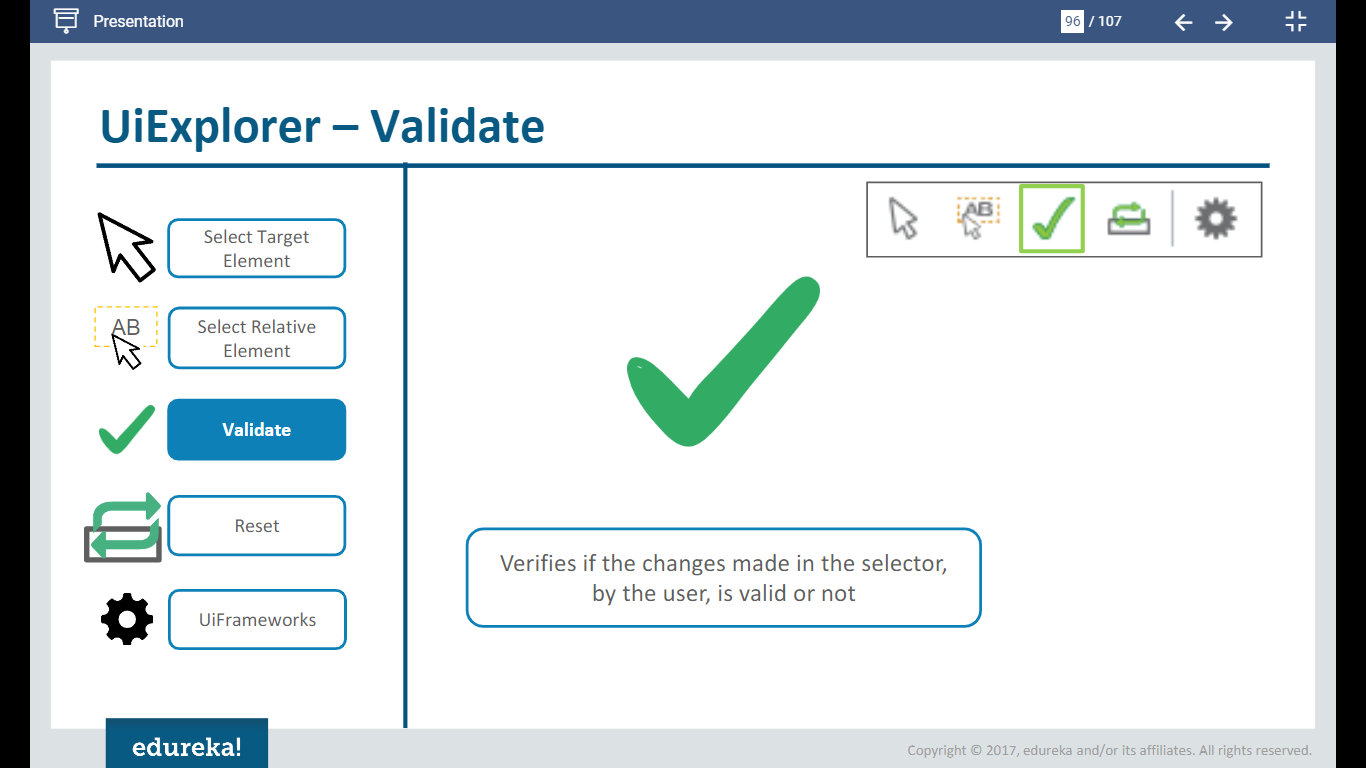 Presentation
96 / 107
UiExplorer – Validate
Select Target
Element
AB
Select Relative
Element
Validate
Reset
UiFrameworks
AB
Verifies if the changes made in the selector,
by the user, is valid or not
edureka!
Copyright © 2017, edureka and/or its affiliates. All rights reserved.